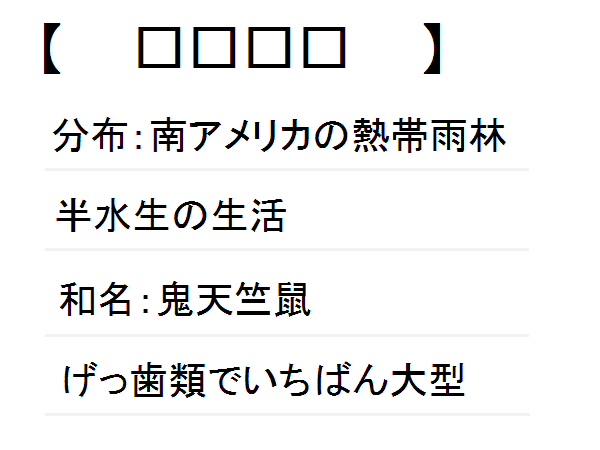 【 □□□□ 】
分布：南アメリカの熱帯雨林
半水生の生活
和名：鬼天竺鼠
げっ歯類でいちばん大型